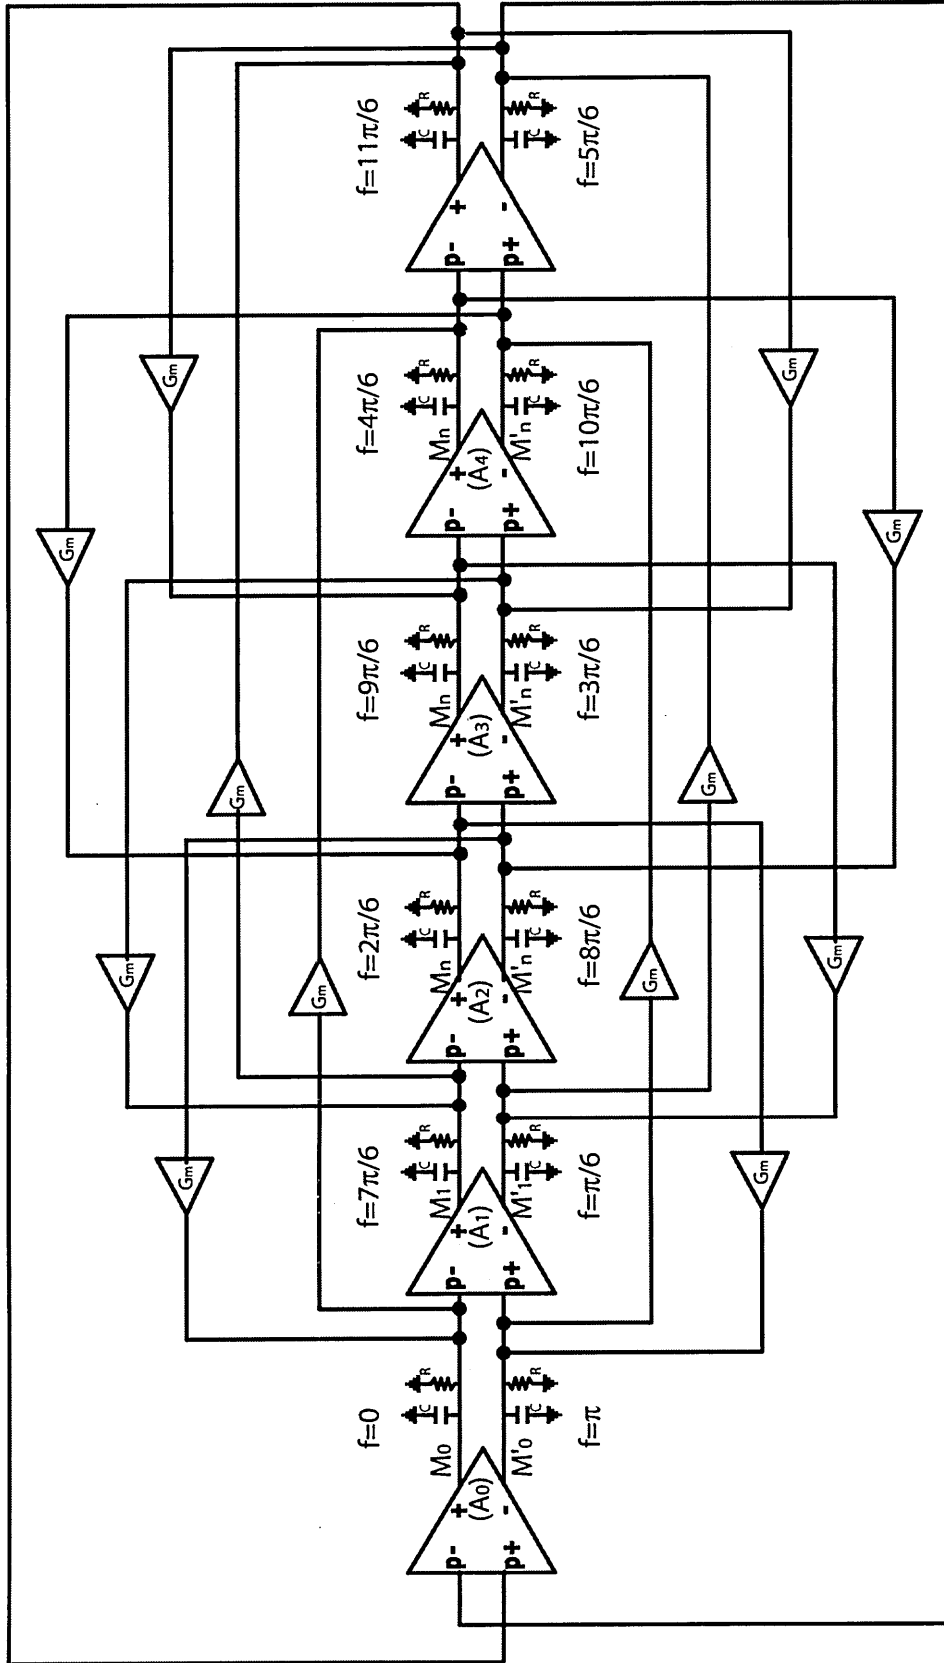 f=11π/6
C
R
+
-
p-
p+
C
R
f=5π/6
Gm
Gm
f=4π/6
C
R
Mn
+
(A4)
-
p-
p+
M'n
C
R
f=10π/6
Gm
Gm
f=9π/6
C
R
Mn
+
(A3)
-
p-
p+
M'n
C
R
f=3π/6
Gm
Gm
f=2π/6
C
R
Mn
+
(A2)
-
p-
p+
M'n
C
R
f=8π/6
Gm
Gm
Gm
Gm
f=7π/6
C
R
M1
+
(A1)
-
p-
p+
M'1
C
R
f=π/6
Gm
Gm
f=0
C
R
M0
+
(A0)
-
p-
p+
M'0
C
R
f=π